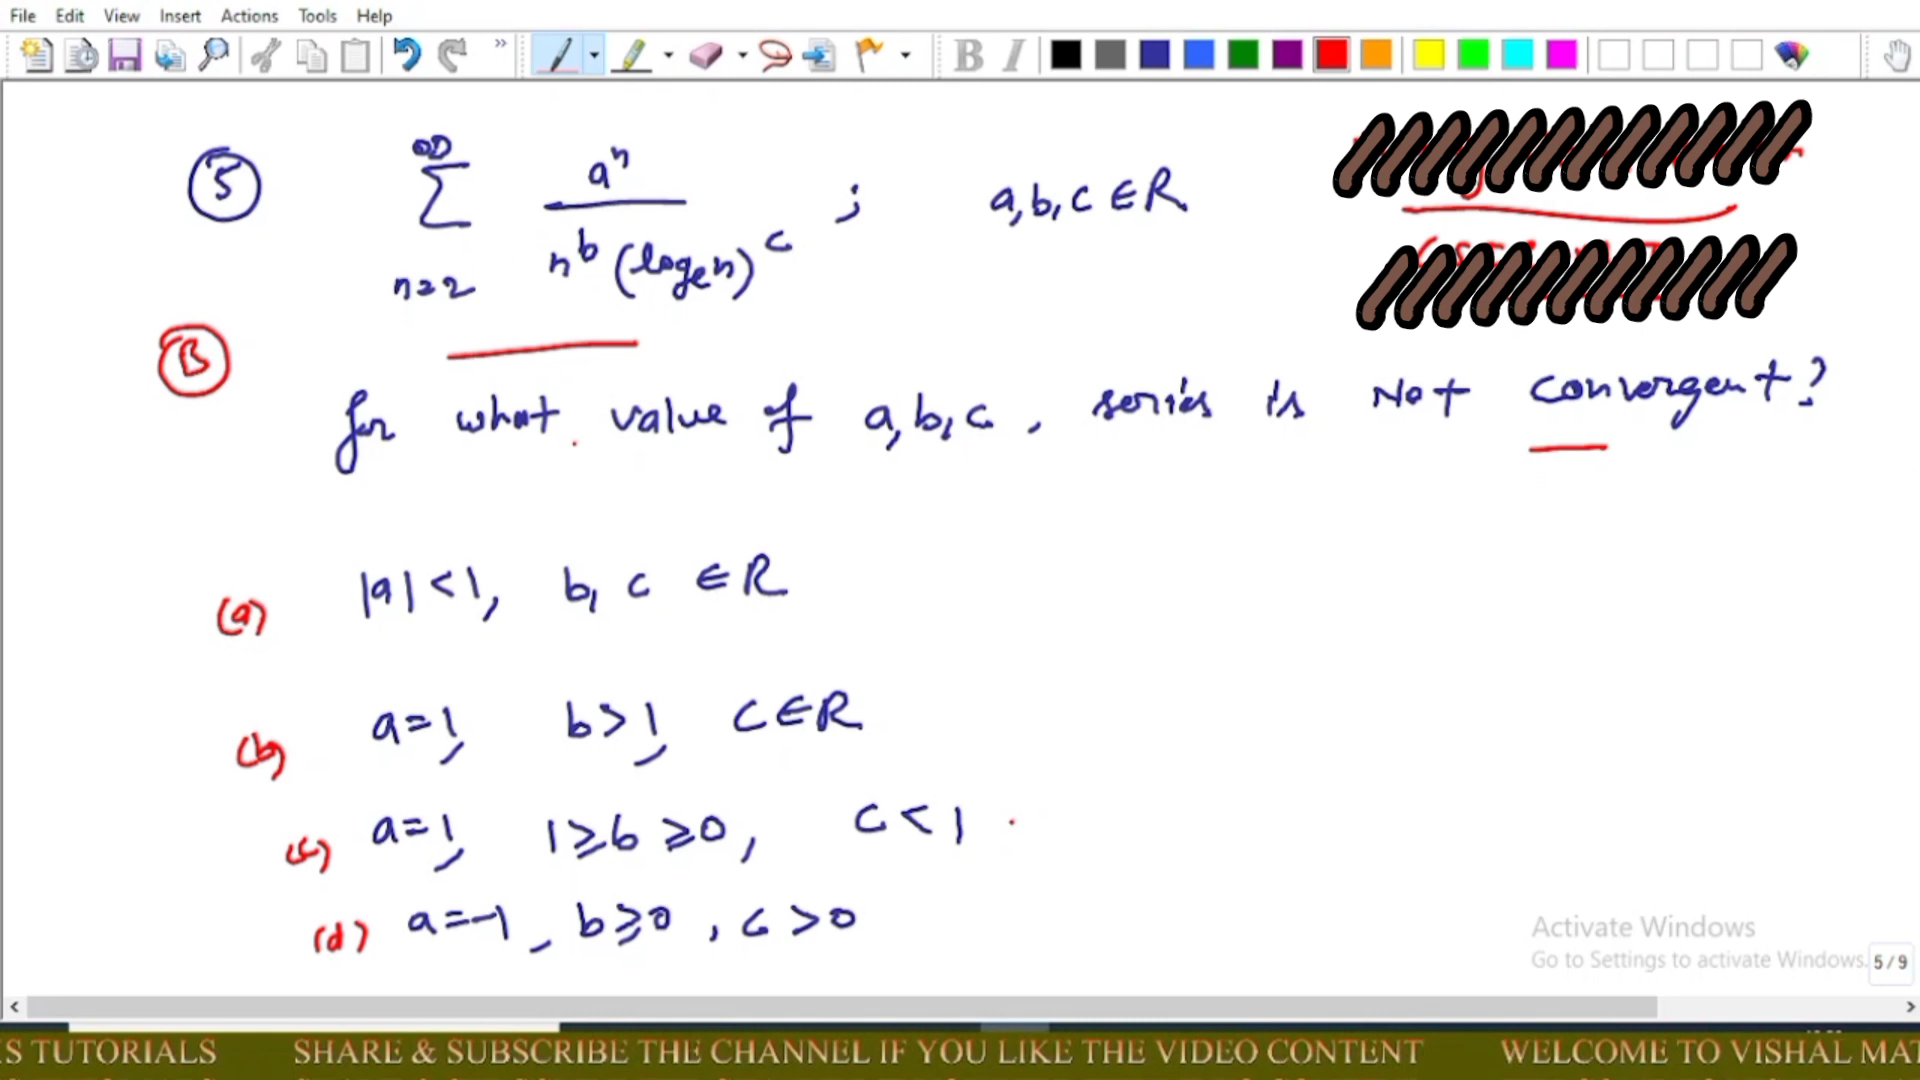 File Edit View Insert Actions Tools Help
B I
5 ∞ Σ n=2 a^n / n^b (log_e n)^c ; a, b, c ∈ R
B
for what value of a, b, c, series is Not convergent?
(a) |a| < 1, b, c ∈ R
(b) a=1, b>1, c ∈ R
(c) a=1, 1≥b≥0, c<1
(d) a=-1, b≥0, c>0
Activate Windows
Go to Settings to activate Windows.
5/9
S TUTORIALS SHARE & SUBSCRIBE THE CHANNEL IF YOU LIKE THE VIDEO CONTENT WELCOME TO VISHAL MAT